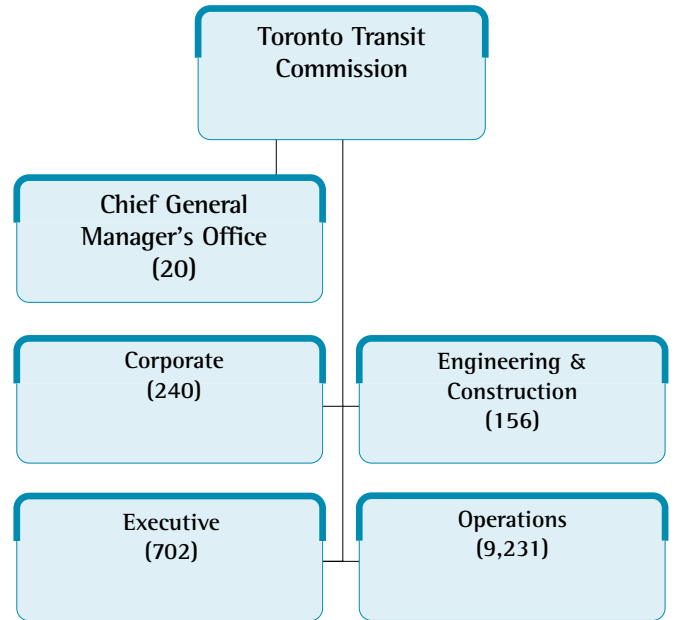 Toronto Transit
Commission
Chief General
Manager's Office
(20)
Corporate
(240)
Engineering &
Construction
(156)
Executive
(702)
Operations
(9,231)